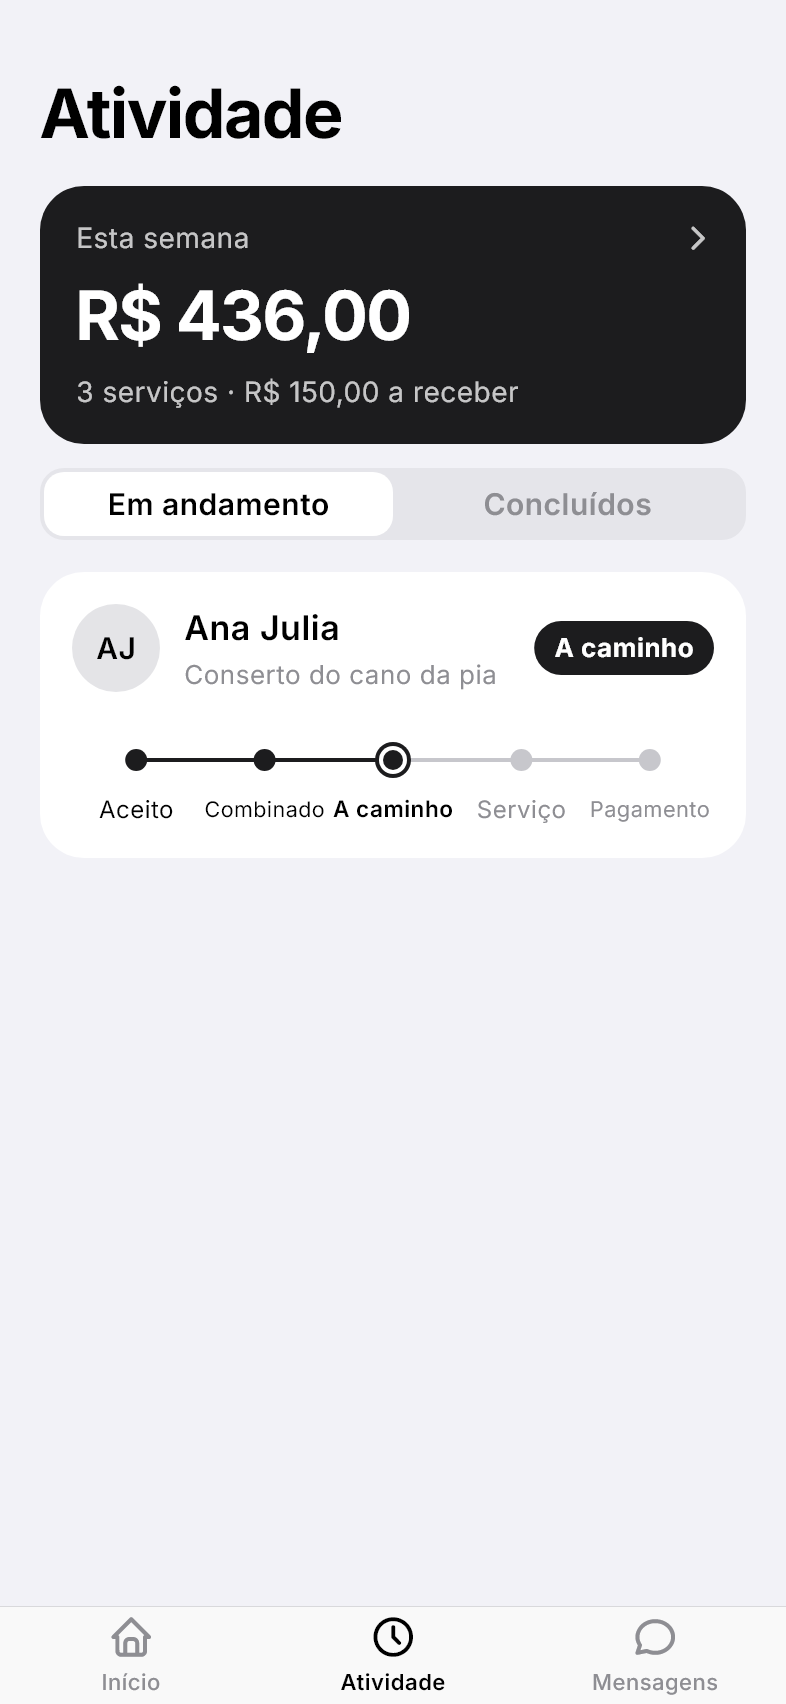 Atividade
Esta semana
R$ 436,00
3 serviços · R$ 150,00 a receber
Em andamento
Concluídos
AJ
Ana Julia
Conserto do cano da pia
A caminho
Aceito
Combinado
A caminho
Serviço
Pagamento
Início
Atividade
Mensagens